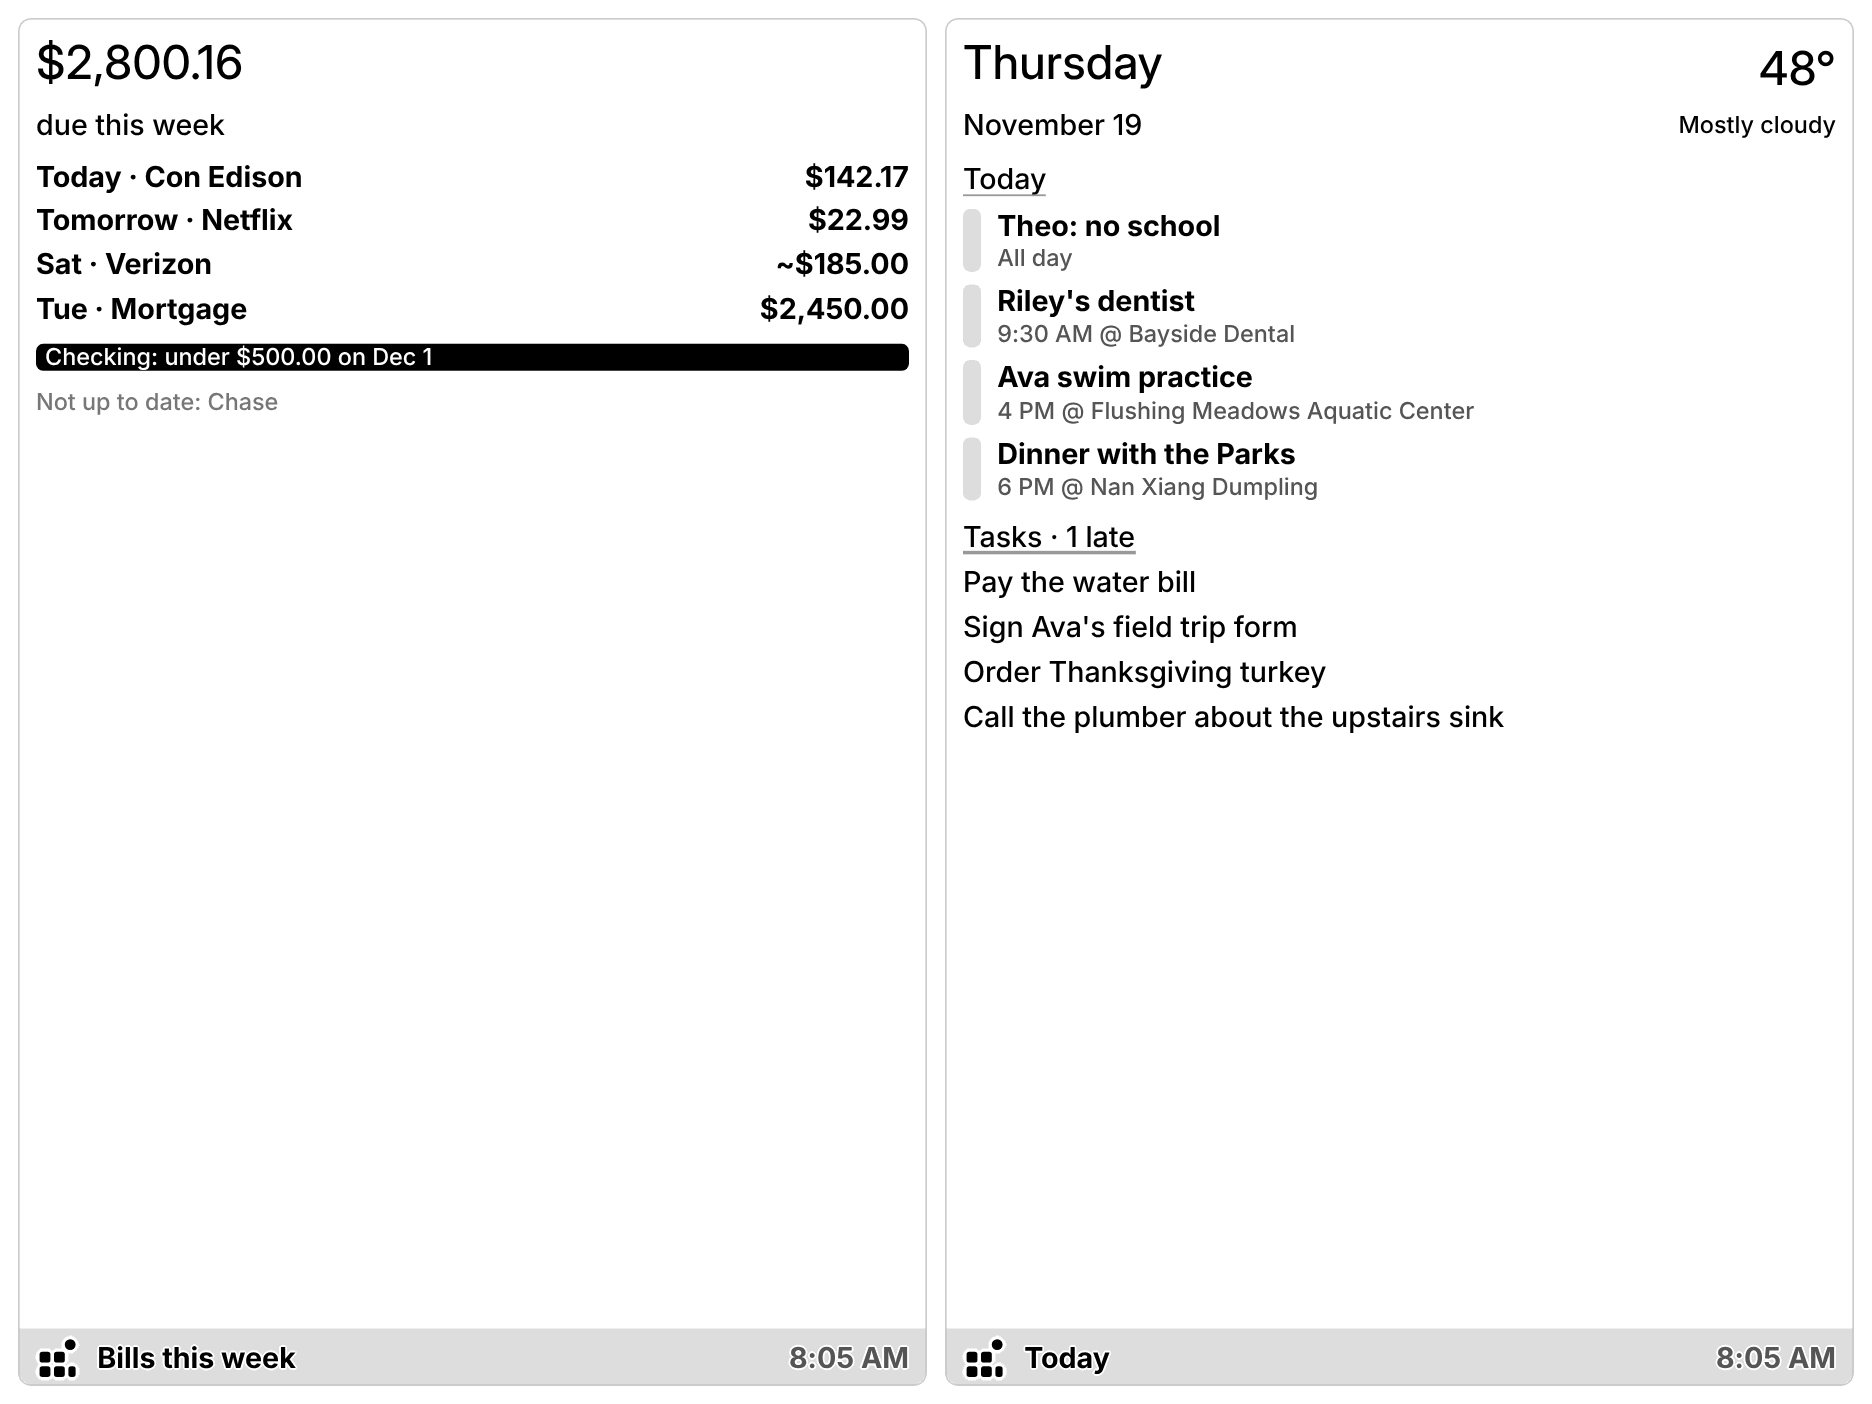 $2,800.16
due this week
Today · Con Edison $142.17
Tomorrow · Netflix $22.99
Sat · Verizon ~$185.00
Tue · Mortgage $2,450.00
Checking: under $500.00 on Dec 1
Not up to date: Chase
Bills this week 8:05 AM
Thursday 48°
November 19 Mostly cloudy
Today
Theo: no school
All day
Riley's dentist
9:30 AM @ Bayside Dental
Ava swim practice
4 PM @ Flushing Meadows Aquatic Center
Dinner with the Parks
6 PM @ Nan Xiang Dumpling
Tasks · 1 late
Pay the water bill
Sign Ava's field trip form
Order Thanksgiving turkey
Call the plumber about the upstairs sink
Today 8:05 AM